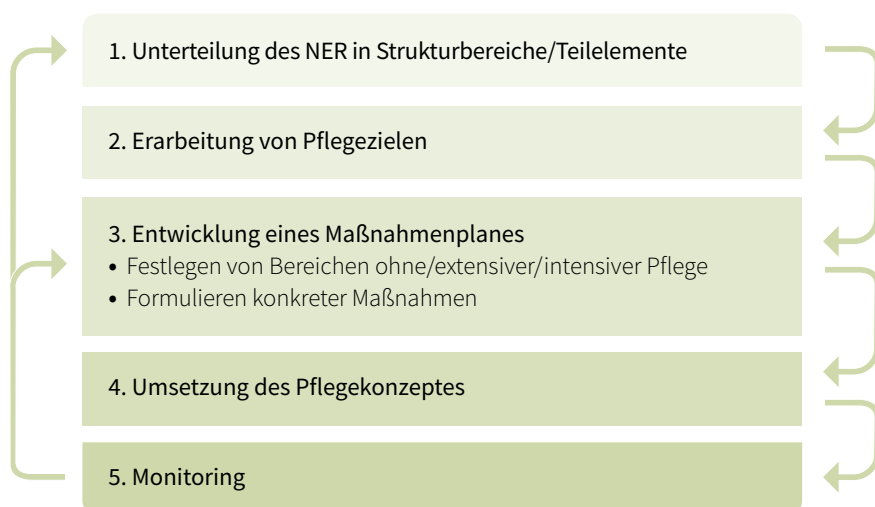 1. Unterteilung des NER in Strukturbereiche/Teilelemente
2. Erarbeitung von Pflegezielen
3. Entwicklung eines Maßnahmenplanes
• Festlegen von Bereichen ohne/extensiver/intensiver Pflege
• Formulieren konkreter Maßnahmen
4. Umsetzung des Pflegekonzeptes
5. Monitoring